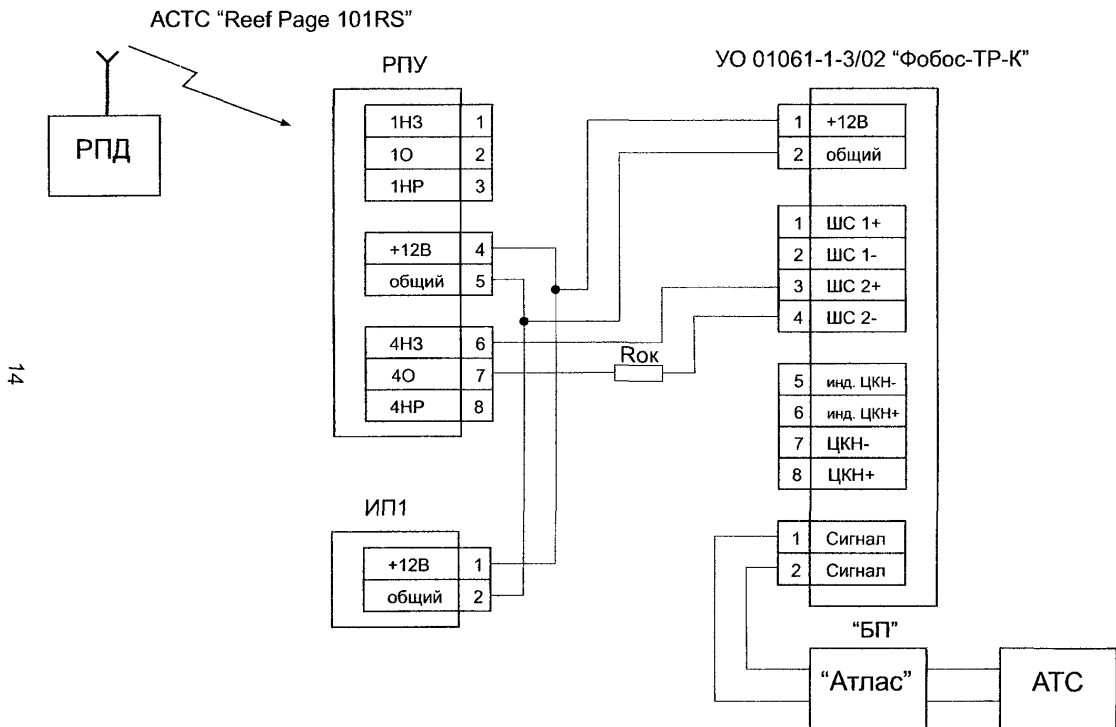 АСТС “Reef Page 101RS”
РПД
РПУ
1НЗ 1
1О 2
1НР 3
+12В 4
общий 5
4НЗ 6
4О 7
4НР 8
Rок
ИП1
+12В 1
общий 2
УО 01061-1-3/02 “Фобос-ТР-К”
1 +12В
2 общий
1 ШС 1+
2 ШС 1-
3 ШС 2+
4 ШС 2-
5 инд. ЦКН-
6 инд. ЦКН+
7 ЦКН-
8 ЦКН+
1 Сигнал
2 Сигнал
“БП”
“Атлас”
АТС
14